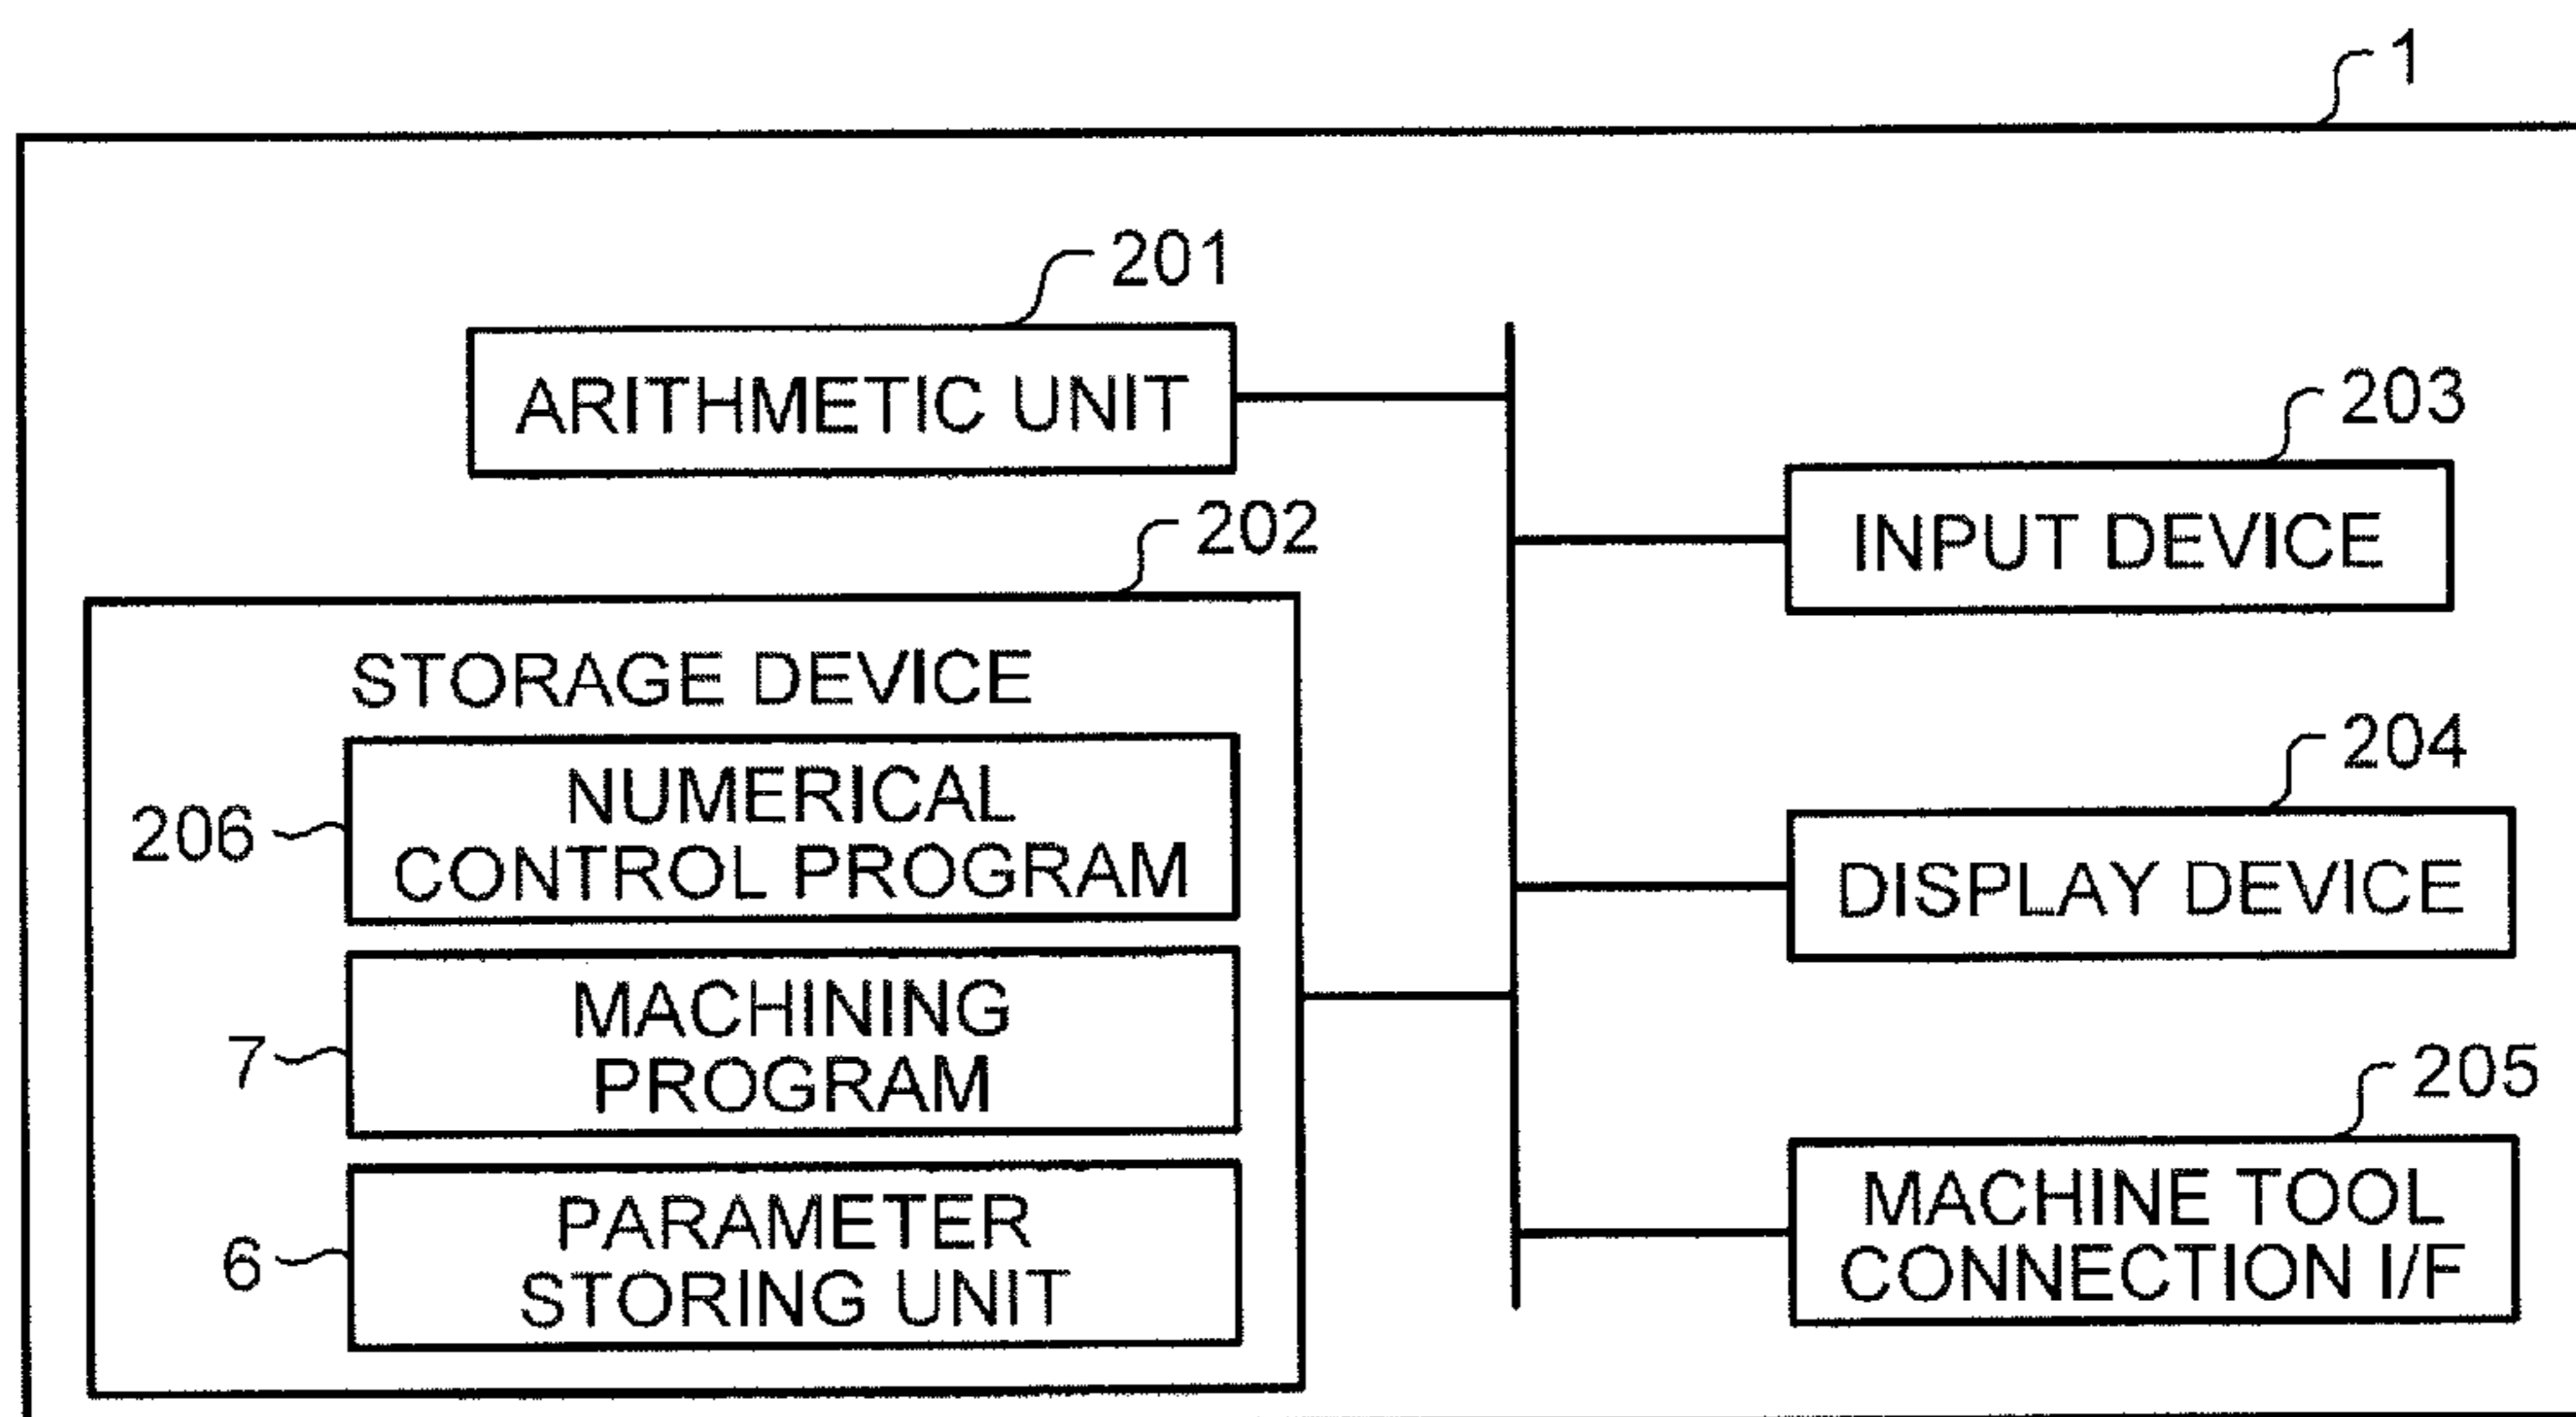 1
201
ARITHMETIC UNIT
203
INPUT DEVICE
202
STORAGE DEVICE
206
NUMERICAL
CONTROL PROGRAM
204
DISPLAY DEVICE
7
MACHINING
PROGRAM
205
MACHINE TOOL
CONNECTION I/F
6
PARAMETER
STORING UNIT